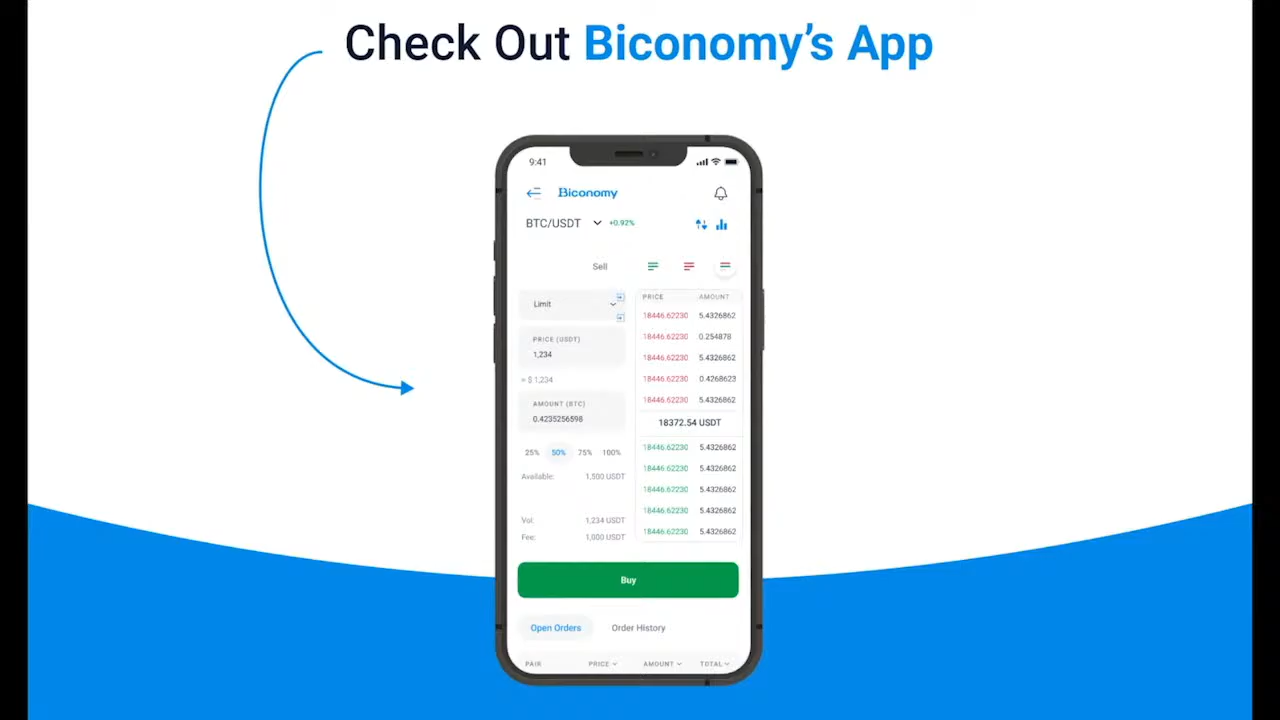 Check Out Biconomy's App
9:41
Biconomy
BTC/USDT +0.92%
Sell
Limit
PRICE (USDT)
1,234
≈ $ 1,234
AMOUNT (BTC)
0.4235256598
25% 50% 75% 100%
Available: 1,500 USDT
Vol: 1,234 USDT
Fee: 1,000 USDT
PRICE AMOUNT
18446.62230 5.4326862
18446.62230 0.254878
18446.62230 5.4326862
18446.62230 0.4268623
18446.62230 5.4326862
18372.54 USDT
18446.62230 5.4326862
18446.62230 5.4326862
18446.62230 5.4326862
18446.62230 5.4326862
18446.62230 5.4326862
Buy
Open Orders Order History
PAIR PRICE AMOUNT TOTAL